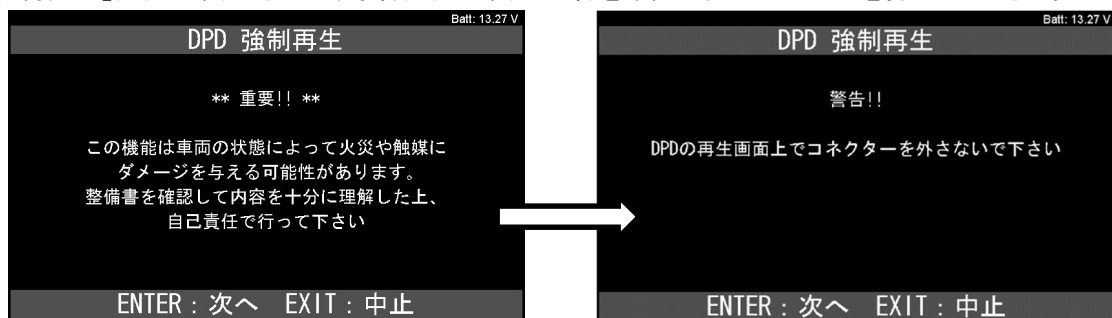 Batt: 13.27 V
DPD 強制再生
** 重要!! **
この機能は車両の状態によって火災や触媒に
ダメージを与える可能性があります。
整備書を確認して内容を十分に理解した上、
自己責任で行って下さい
ENTER：次へ EXIT：中止
Batt: 13.27 V
DPD 強制再生
警告!!
DPDの再生画面上でコネクターを外さないで下さい
ENTER：次へ EXIT：中止